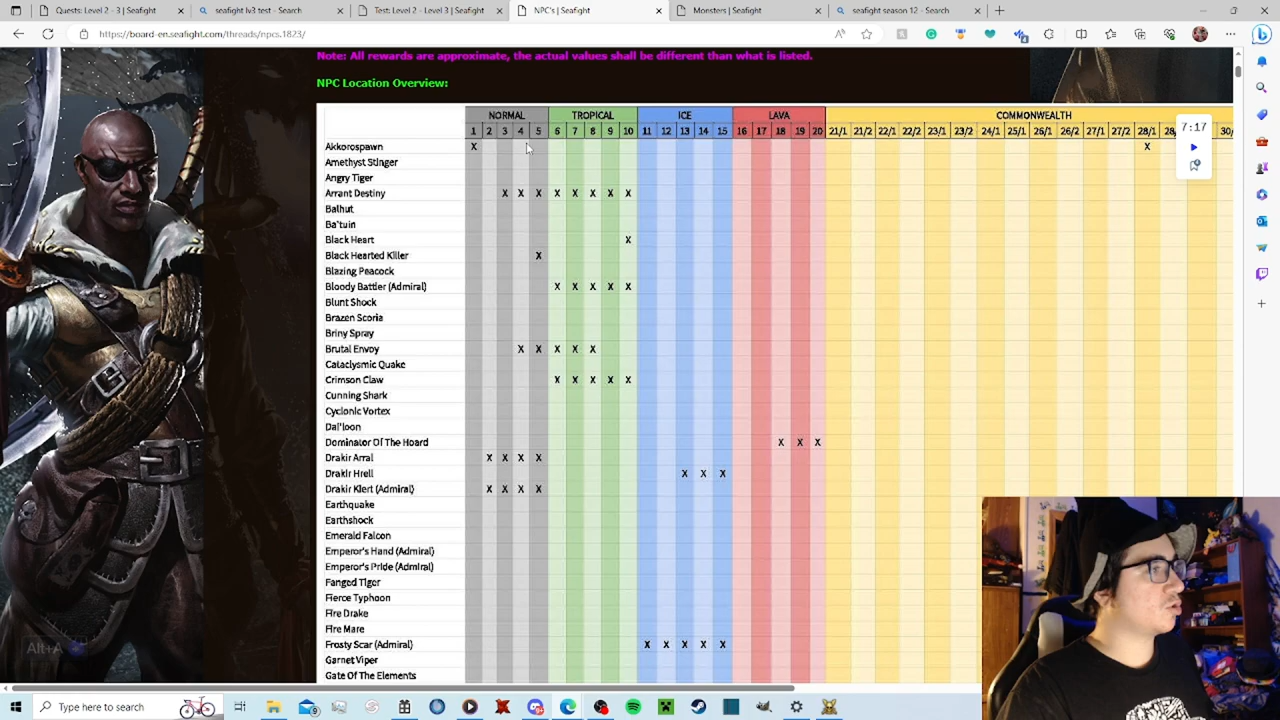 Quests: Level 2 - 3 | Seafight
seafight lv3 test - Search
Test: Level 2 - Level 3 | Seafight
NPC's | Seafight
Monsters | Seafight
seafight season 12 - Search
https://board-en.seafight.com/threads/npcs.1823/
Note: All rewards are approximate, the actual values shall be different than what is listed.
NPC Location Overview:
NORMAL TROPICAL ICE LAVA COMMONWEALTH
1 2 3 4 5 6 7 8 9 10 11 12 13 14 15 16 17 18 19 20 21/1 21/2 22/1 22/2 23/1 23/2 24/1 25/1 26/1 26/2 27/1 27/2 28/1 28 30/
7:17
Akkorospawn X X
Amethyst Stinger
Angry Tiger
Arrant Destiny X X X X X X X X
Balhut
Ba'tuin
Black Heart X
Black Hearted Killer X
Blazing Peacock
Bloody Battler (Admiral) X X X X X
Blunt Shock
Brazen Scoria
Briny Spray
Brutal Envoy X X X X X
Cataclysmic Quake
Crimson Claw X X X X X
Cunning Shark
Cyclonic Vortex
Dal'loon
Dominator Of The Hoard X X X
Drakir Arral X X X X
Drakir Hrell X X X
Drakir Klert (Admiral) X X X X
Earthquake
Earthshock
Emerald Falcon
Emperor's Hand (Admiral)
Emperor's Pride (Admiral)
Fanged Tiger
Fierce Typhoon
Fire Drake
Fire Mare
Frosty Scar (Admiral) X X X X X
Garnet Viper
Gate Of The Elements
Alt+A
Type here to search